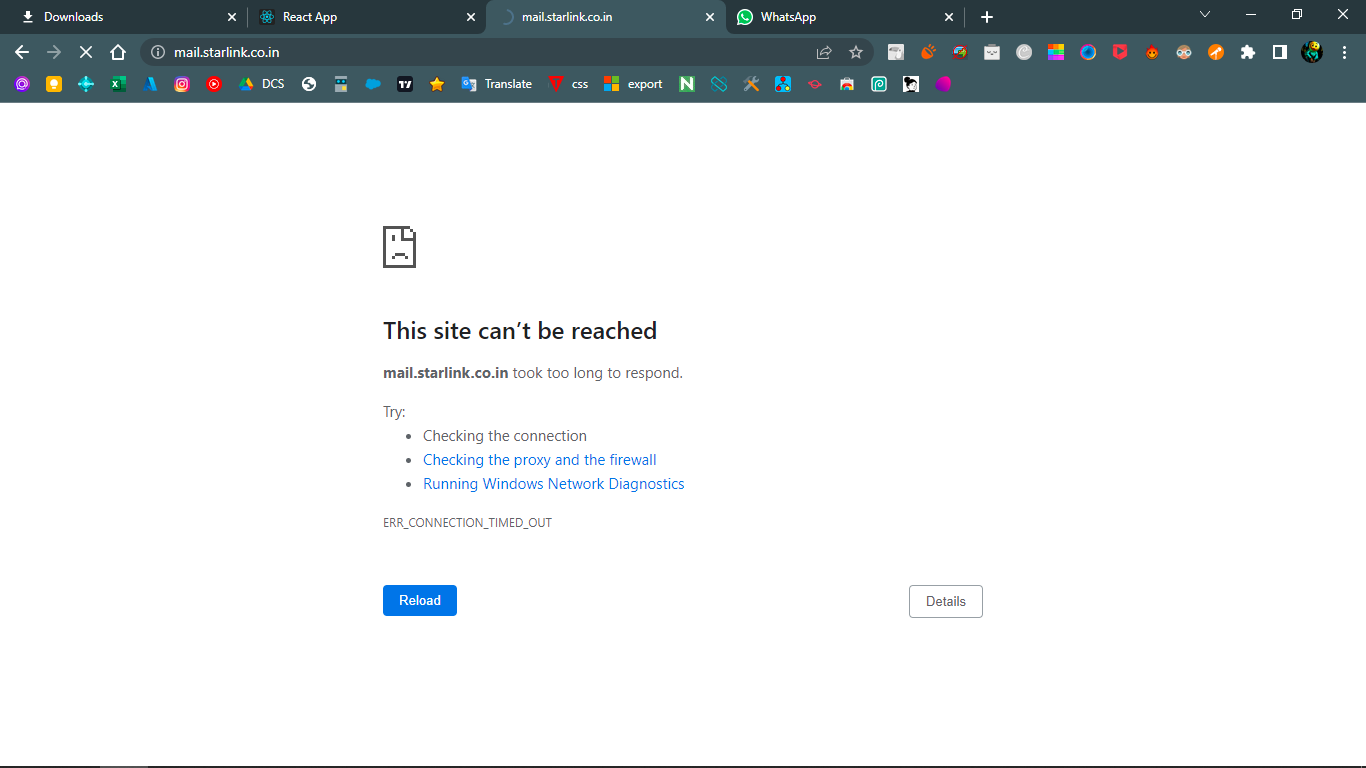 Downloads
React App
mail.starlink.co.in
WhatsApp
mail.starlink.co.in
DCS
Translate
css
export
This site can’t be reached
mail.starlink.co.in took too long to respond.
Try:
Checking the connection
Checking the proxy and the firewall
Running Windows Network Diagnostics
ERR_CONNECTION_TIMED_OUT
Reload
Details